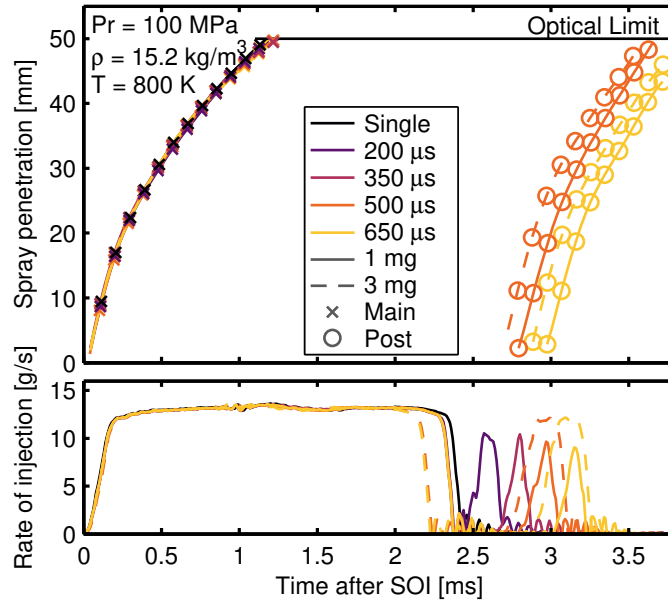 Pr = 100 MPa
ρ = 15.2 kg/m³
T = 800 K
Optical Limit
Spray penetration [mm]
60
50
40
30
20
10
0
Single
200 μs
350 μs
500 μs
650 μs
1 mg
3 mg
Main
Post
Rate of injection [g/s]
15
10
5
0
0 0.5 1 1.5 2 2.5 3 3.5
Time after SOI [ms]